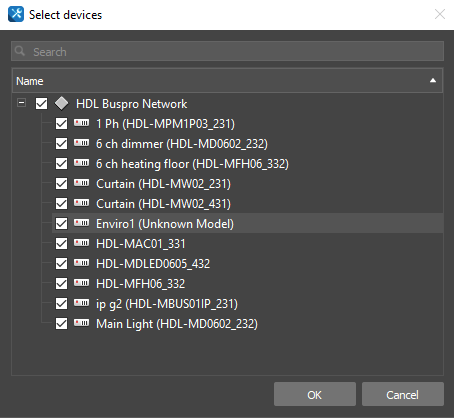 Select devices
Search
Name
HDL Buspro Network
1 Ph (HDL-MPM1P03_231)
6 ch dimmer (HDL-MD0602_232)
6 ch heating floor (HDL-MFH06_332)
Curtain (HDL-MW02_231)
Curtain (HDL-MW02_431)
Enviro1 (Unknown Model)
HDL-MAC01_331
HDL-MDLED0605_432
HDL-MFH06_332
ip g2 (HDL-MBUS01IP_231)
Main Light (HDL-MD0602_232)
OK Cancel